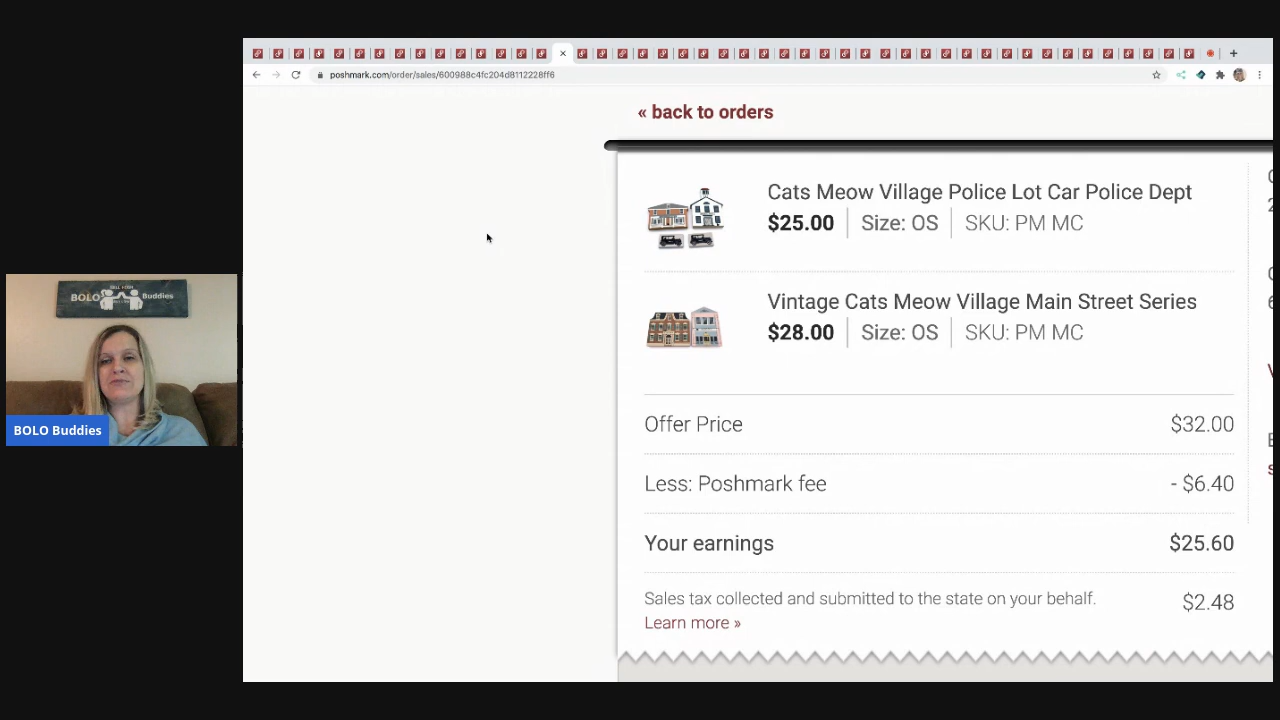 poshmark.com/order/sales/600988c4fc204d8112228ff6
« back to orders
Cats Meow Village Police Lot Car Police Dept
$25.00 Size: OS SKU: PM MC
Vintage Cats Meow Village Main Street Series
$28.00 Size: OS SKU: PM MC
Offer Price $32.00
Less: Poshmark fee - $6.40
Your earnings $25.60
Sales tax collected and submitted to the state on your behalf. $2.48
Learn more »
BOLO Buddies
BOLO Buddies